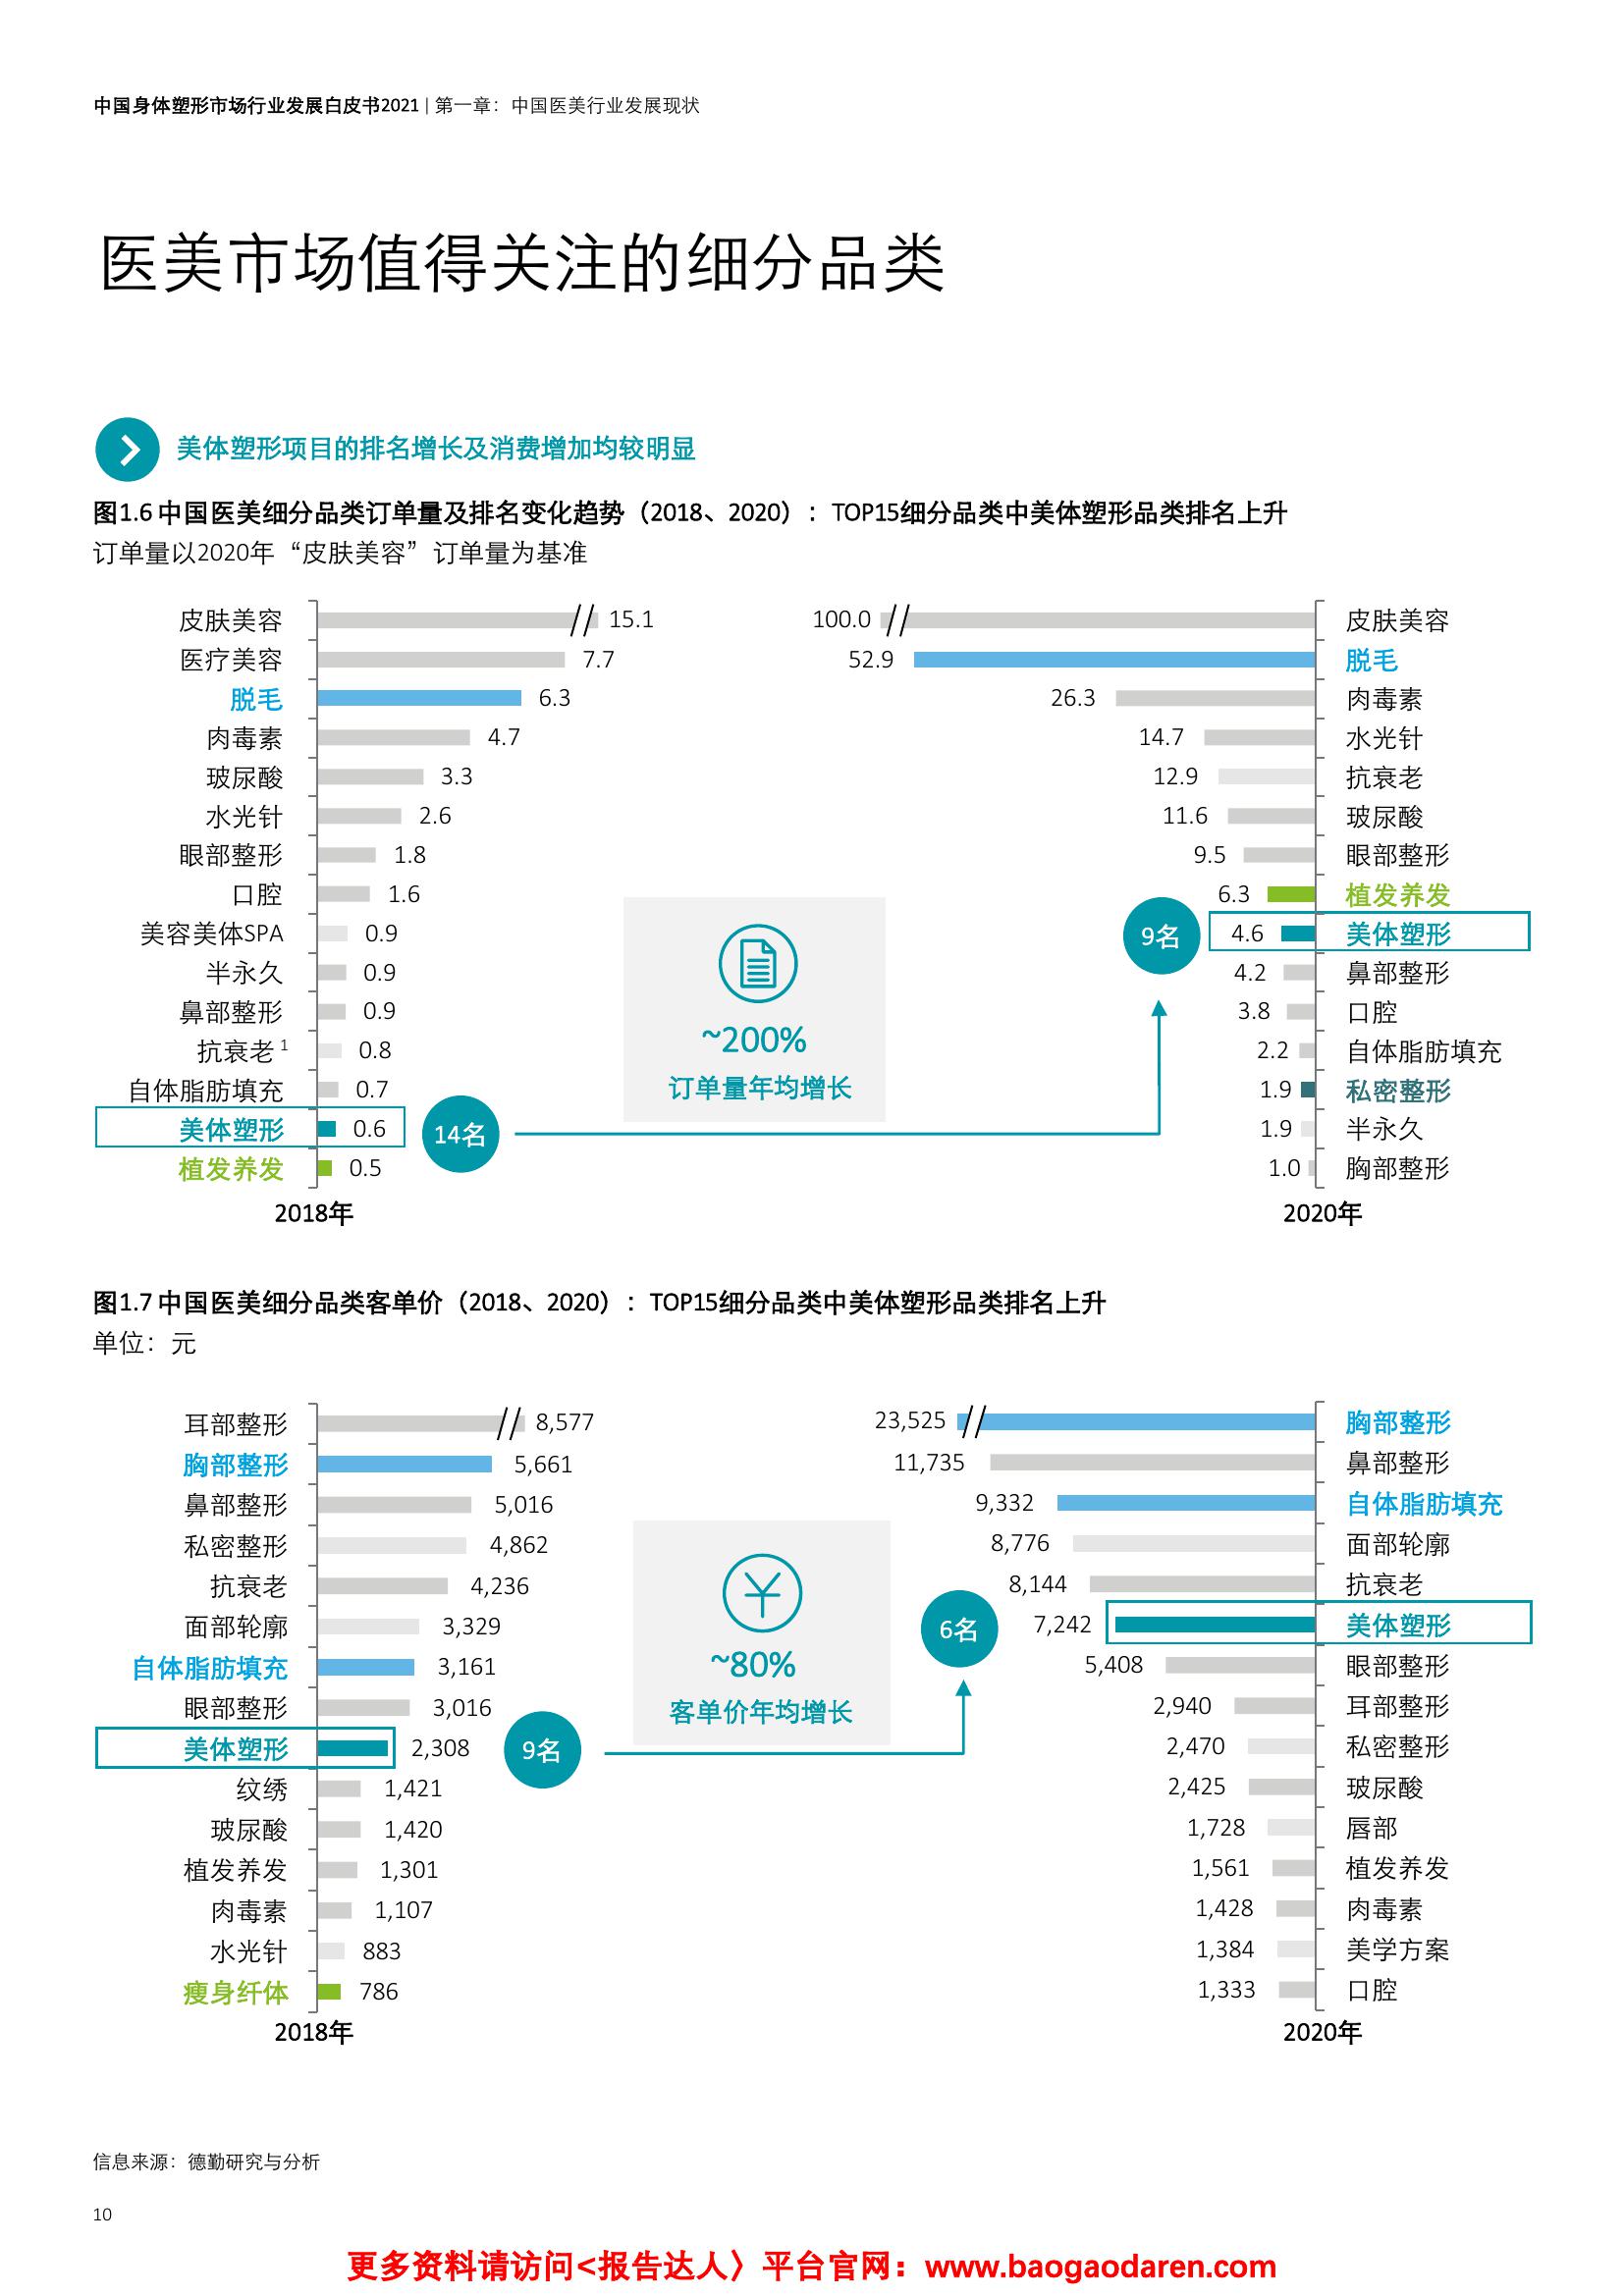 中国身体塑形市场行业发展白皮书2021 | 第一章：中国医美行业发展现状
医美市场值得关注的细分品类
美体塑形项目的排名增长及消费增加均较明显
图1.6 中国医美细分品类订单量及排名变化趋势（2018、2020）：TOP15细分品类中美体塑形品类排名上升
订单量以2020年“皮肤美容”订单量为基准
皮肤美容 15.1
医疗美容 7.7
脱毛 6.3
肉毒素 4.7
玻尿酸 3.3
水光针 2.6
眼部整形 1.8
口腔 1.6
美容美体SPA 0.9
半永久 0.9
鼻部整形 0.9
抗衰老1 0.8
自体脂肪填充 0.7
美体塑形 0.6 14名
植发养发 0.5
2018年
~200%
订单量年均增长
100.0 皮肤美容
52.9 脱毛
26.3 肉毒素
14.7 水光针
12.9 抗衰老
11.6 玻尿酸
9.5 眼部整形
6.3 植发养发
9名 4.6 美体塑形
4.2 鼻部整形
3.8 口腔
2.2 自体脂肪填充
1.9 私密整形
1.9 半永久
1.0 胸部整形
2020年
图1.7 中国医美细分品类客单价（2018、2020）：TOP15细分品类中美体塑形品类排名上升
单位：元
耳部整形 8,577
胸部整形 5,661
鼻部整形 5,016
私密整形 4,862
抗衰老 4,236
面部轮廓 3,329
自体脂肪填充 3,161
眼部整形 3,016
美体塑形 2,308 9名
纹绣 1,421
玻尿酸 1,420
植发养发 1,301
肉毒素 1,107
水光针 883
瘦身纤体 786
2018年
~80%
客单价年均增长
23,525 胸部整形
11,735 鼻部整形
9,332 自体脂肪填充
8,776 面部轮廓
8,144 抗衰老
6名 7,242 美体塑形
5,408 眼部整形
2,940 耳部整形
2,470 私密整形
2,425 玻尿酸
1,728 唇部
1,561 植发养发
1,428 肉毒素
1,384 美学方案
1,333 口腔
2020年
信息来源：德勤研究与分析
10
更多资料请访问<报告达人〉平台官网：www.baogaodaren.com